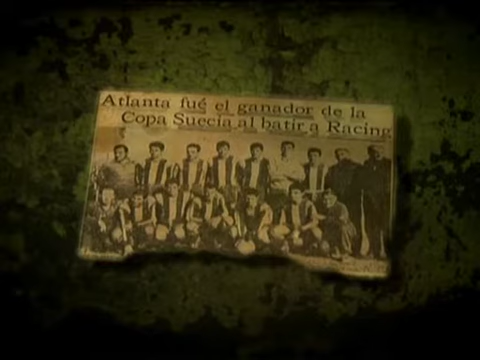 Atlanta fué el ganador de la
Copa Suecia al batir a Racing